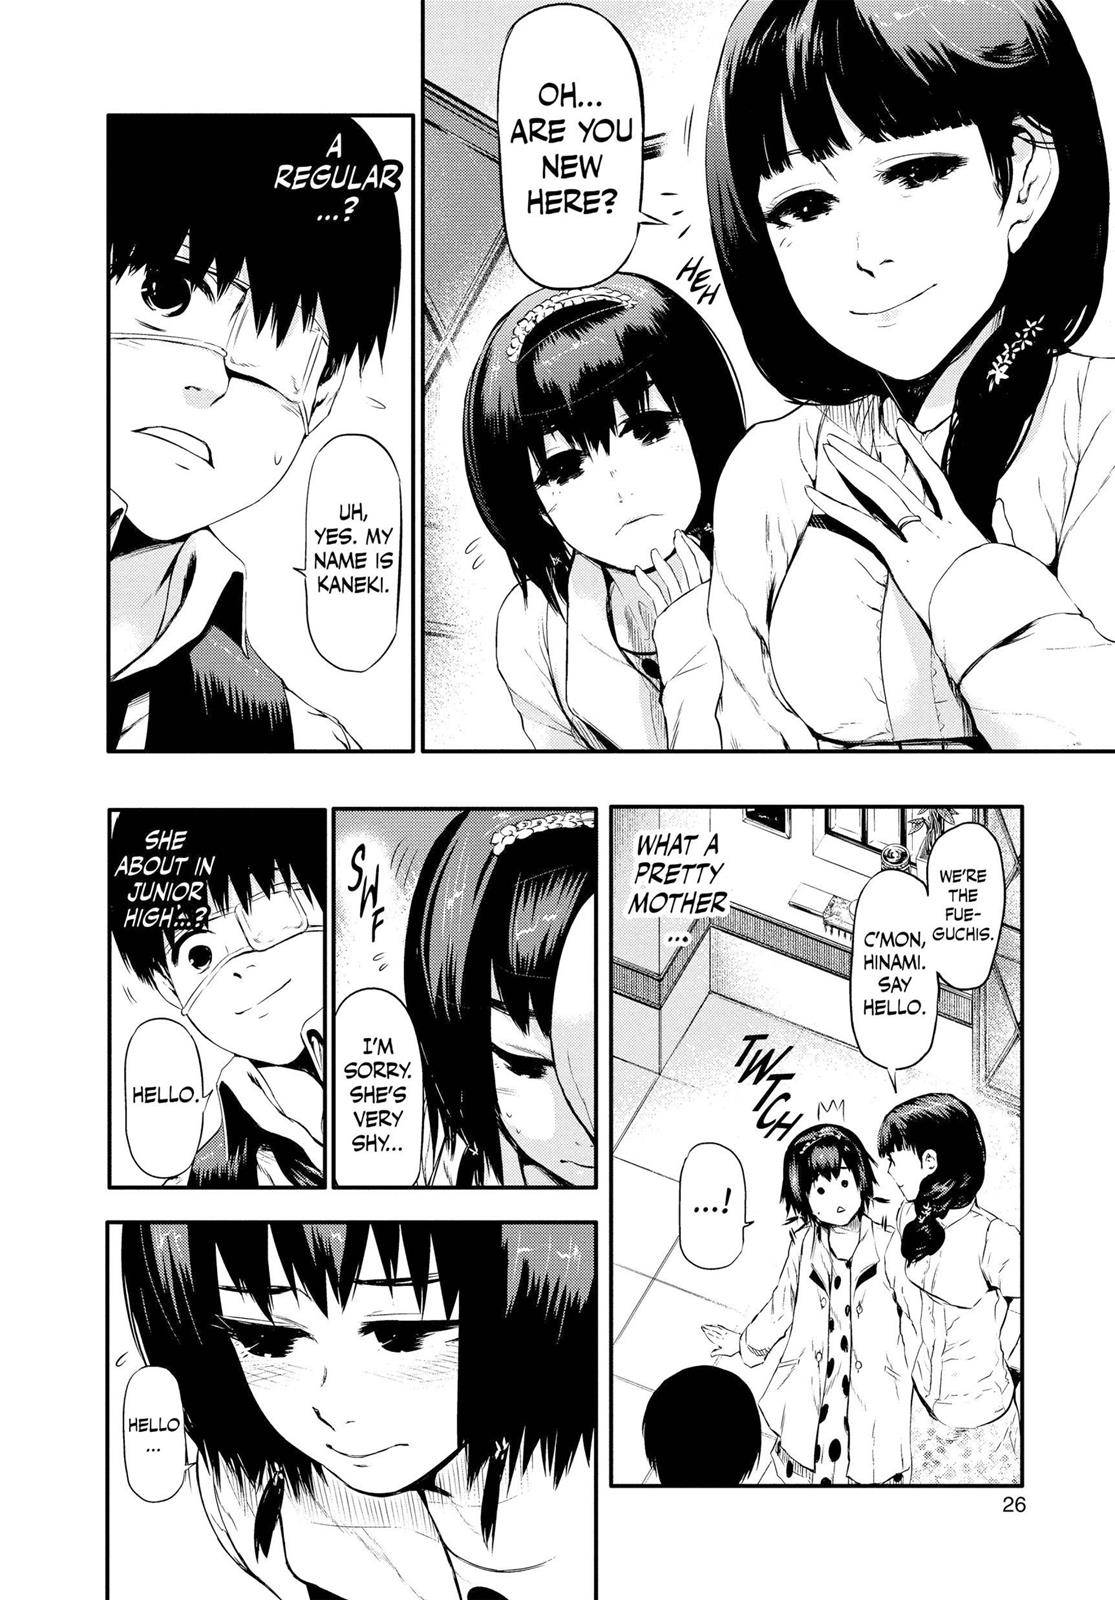 OH...
ARE YOU
NEW
HERE?
HEH
A
REGULAR
...?
UH,
YES. MY
NAME IS
KANEKI.
WE'RE
THE
FUE-
GUCHIS.
C'MON,
HINAMI.
SAY
HELLO.
WHAT A
PRETTY
MOTHER
...
TWTCH
...!
SWF
I'M
SORRY.
SHE'S
VERY
SHY...
SHE
ABOUT IN
JUNIOR
HIGH...?
HELLO.
HELLO
...
26